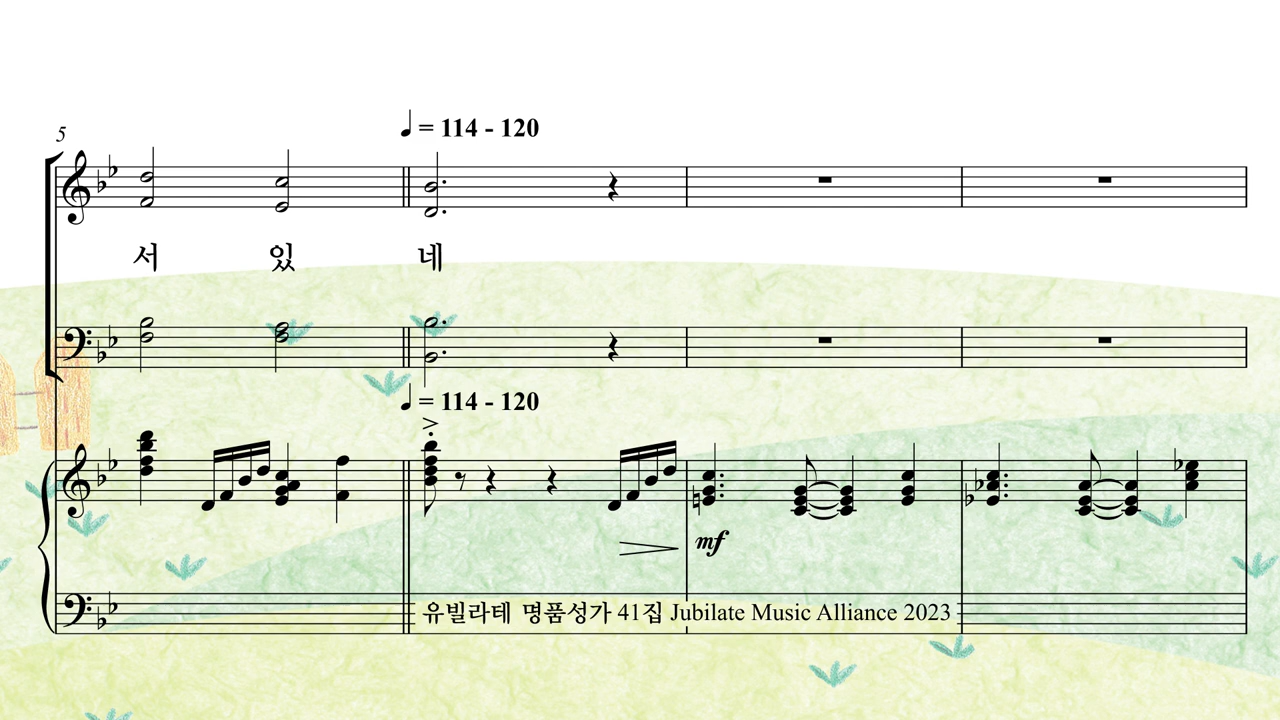 ♩ = 114 - 120
5
서 있 네
♩ = 114 - 120
mf
유빌라테 명품성가 41집 Jubilate Music Alliance 2023